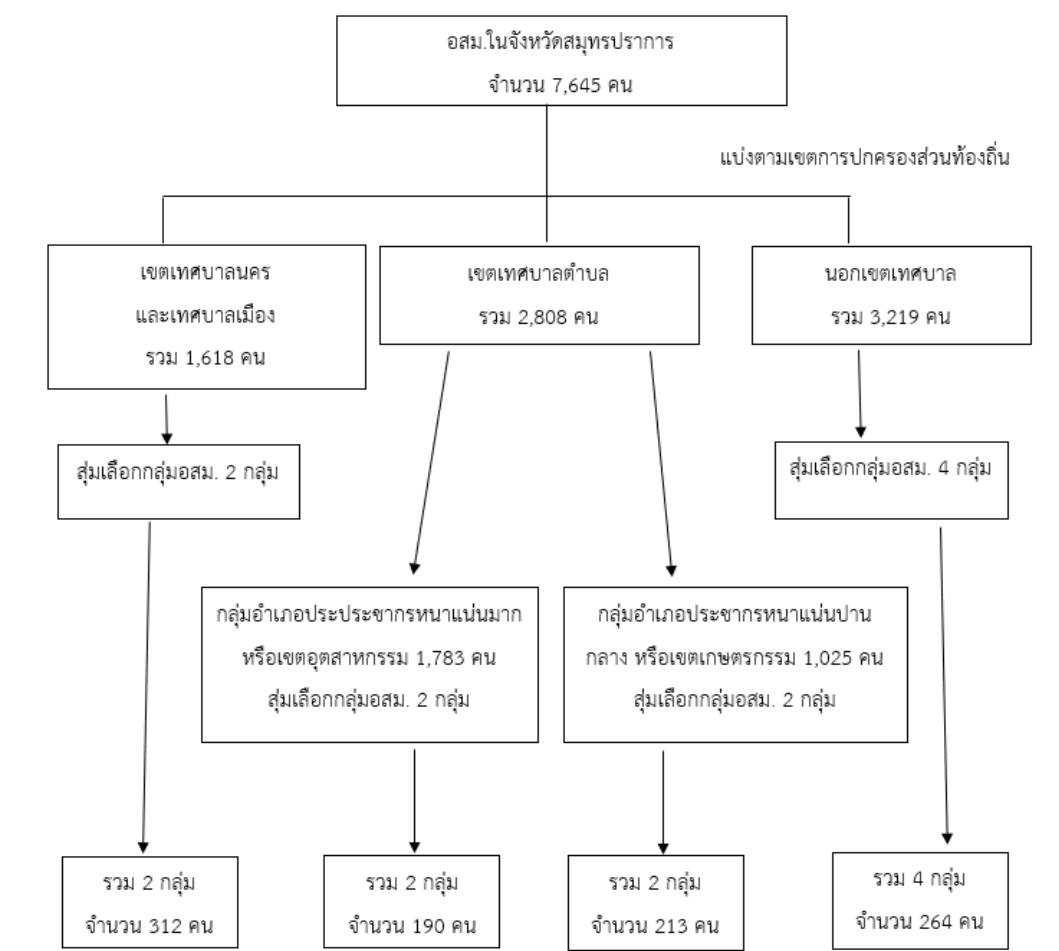 อสม.ในจังหวัดสมุทรปราการ
จำนวน 7,645 คน
แบ่งตามเขตการปกครองส่วนท้องถิ่น
เขตเทศบาลนคร
และเทศบาลเมือง
รวม 1,618 คน
เขตเทศบาลตำบล
รวม 2,808 คน
นอกเขตเทศบาล
รวม 3,219 คน
สุ่มเลือกกลุ่มอสม. 2 กลุ่ม
สุ่มเลือกกลุ่มอสม. 4 กลุ่ม
กลุ่มอำเภอประประชากรหนาแน่นมาก
หรือเขตอุตสาหกรรม 1,783 คน
สุ่มเลือกกลุ่มอสม. 2 กลุ่ม
กลุ่มอำเภอประชากรหนาแน่นปาน
กลาง หรือเขตเกษตรกรรม 1,025 คน
สุ่มเลือกกลุ่มอสม. 2 กลุ่ม
รวม 2 กลุ่ม
จำนวน 312 คน
รวม 2 กลุ่ม
จำนวน 190 คน
รวม 2 กลุ่ม
จำนวน 213 คน
รวม 4 กลุ่ม
จำนวน 264 คน